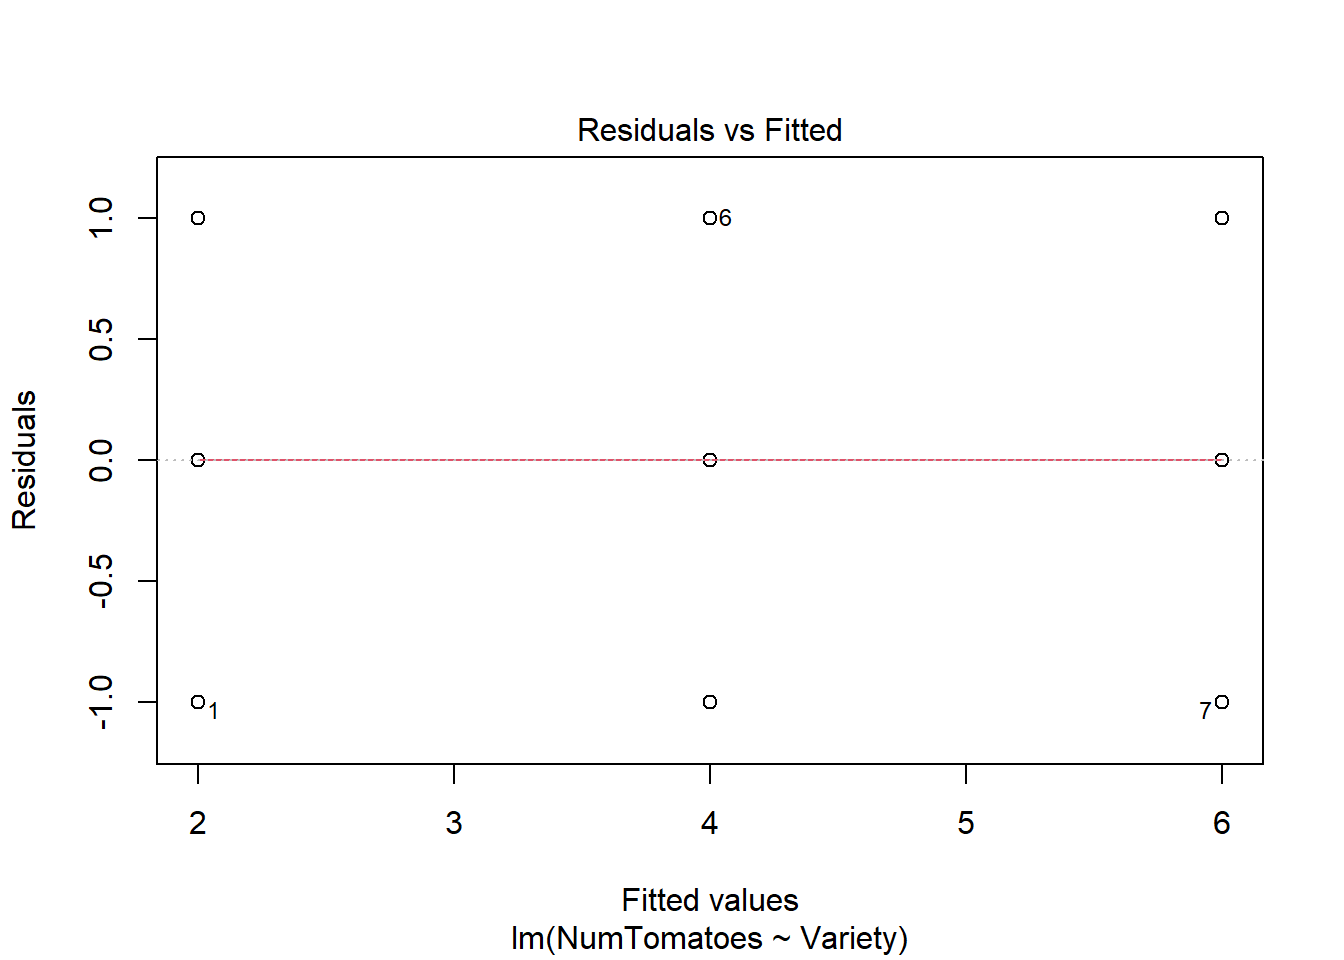 Residuals vs Fitted
1.0
0.5
0.0
-0.5
-1.0
Residuals
6
1
7
2 3 4 5 6
Fitted values
lm(NumTomatoes ~ Variety)